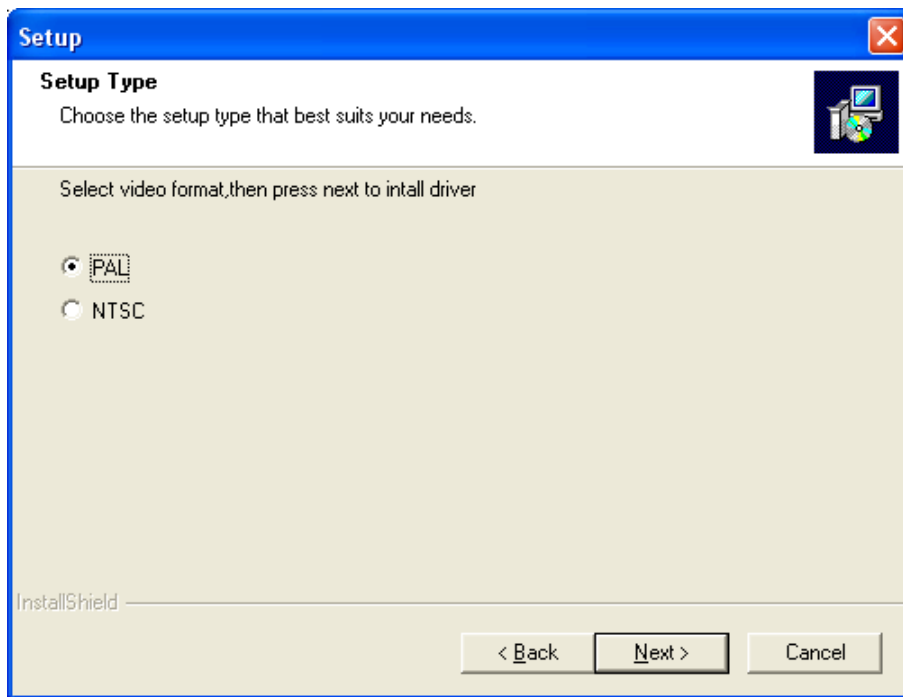 Setup
Setup Type
Choose the setup type that best suits your needs.
Select video format,then press next to intall driver
PAL
NTSC
InstallShield
< Back
Next >
Cancel